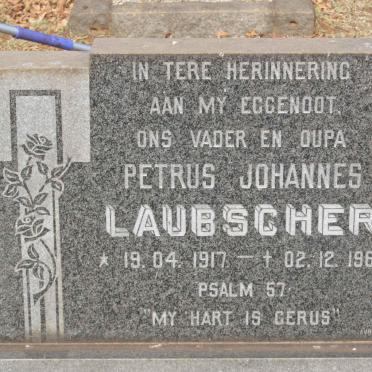 IN TERE HERINNERING
AAN MY EGGENOOT,
ONS VADER EN OUPA
PETRUS JOHANNES
LAUBSCHER
* 19.04.1917 — + 02.12.
PSALM 57
"MY HART IS GERUS"